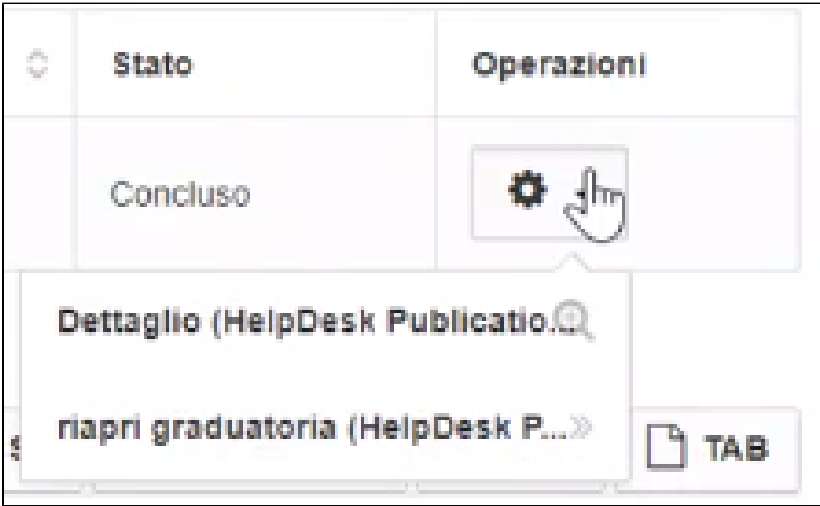 Stato Operazioni
Concluso
Dettaglio (HelpDesk Publicatio...
riapri graduatoria (HelpDesk P...
TAB